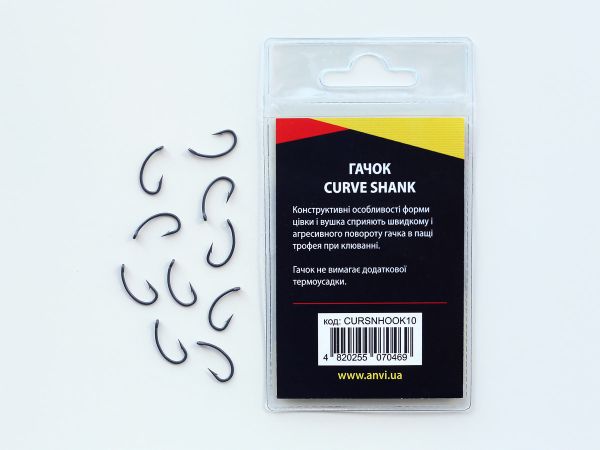 ГАЧОК
CURVE SHANK
Конструктивні особливості форми
цівки і вушка сприяють швидкому і
агресивного повороту гачка в пащі
трофея при клюванні.
Гачок не вимагає додаткової
термоусадки.
код: CURSNHOOK10
4 820255 070469
www.anvi.ua